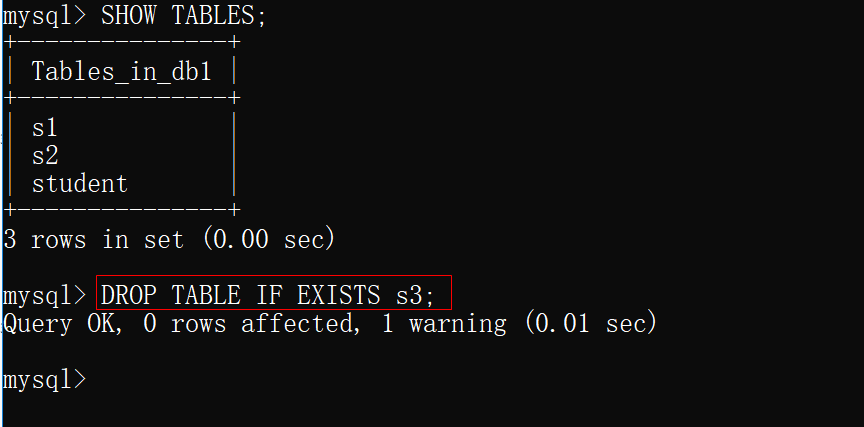 mysql> SHOW TABLES;
+---------------+
| Tables_in_db1 |
+---------------+
| s1            |
| s2            |
| student       |
+---------------+
3 rows in set (0.00 sec)
mysql> DROP TABLE IF EXISTS s3;
Query OK, 0 rows affected, 1 warning (0.01 sec)
mysql>